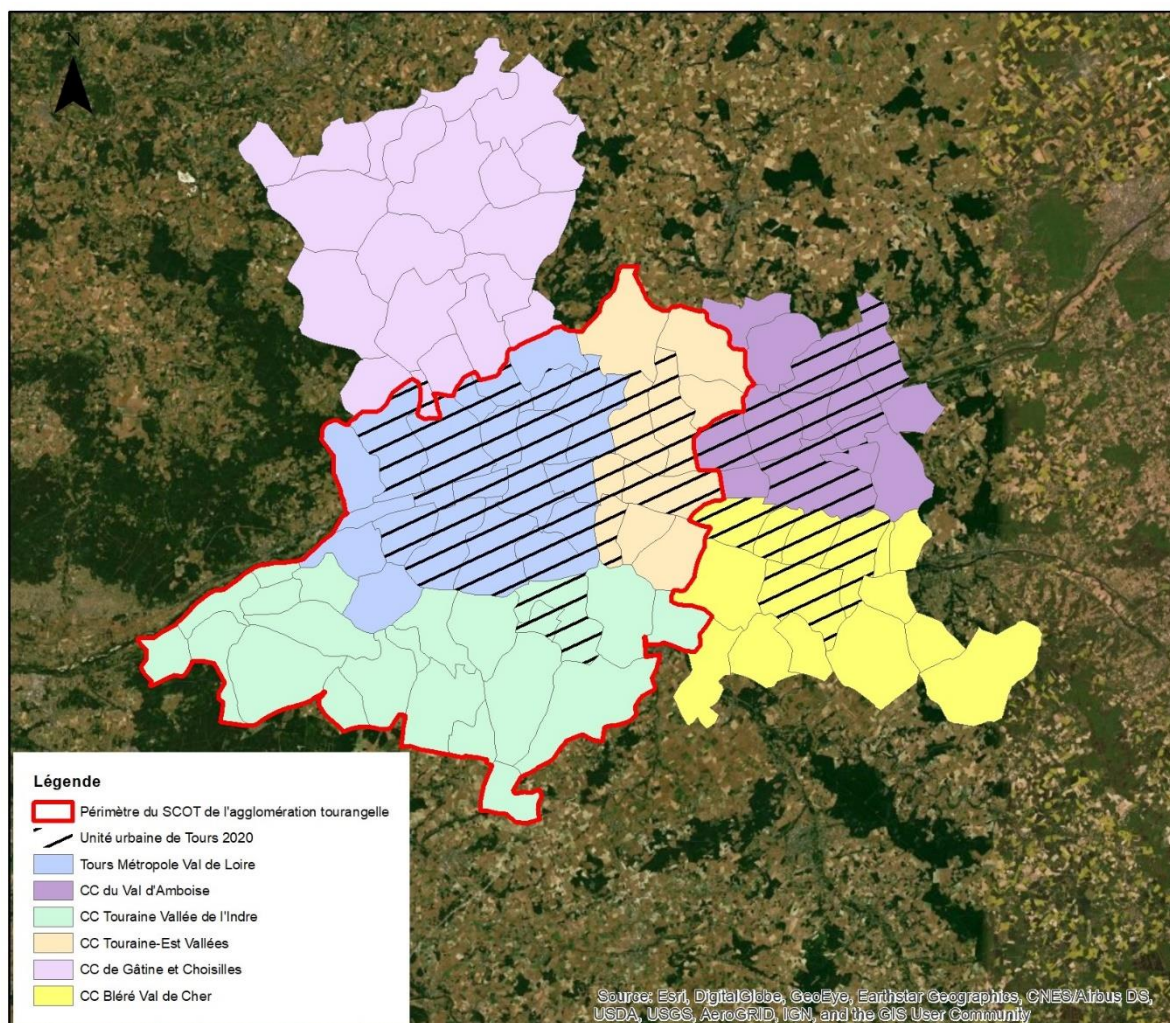 N
Légende
Périmètre du SCOT de l'agglomération tourangelle
Unité urbaine de Tours 2020
Tours Métropole Val de Loire
CC du Val d'Amboise
CC Touraine Vallée de l'Indre
CC Touraine-Est Vallées
CC de Gâtine et Choisilles
CC Bléré Val de Cher
Source: Esri, DigitalGlobe, GeoEye, Earthstar Geographics, CNES/Airbus DS,
USDA, USGS, AeroGRID, IGN, and the GIS User Community